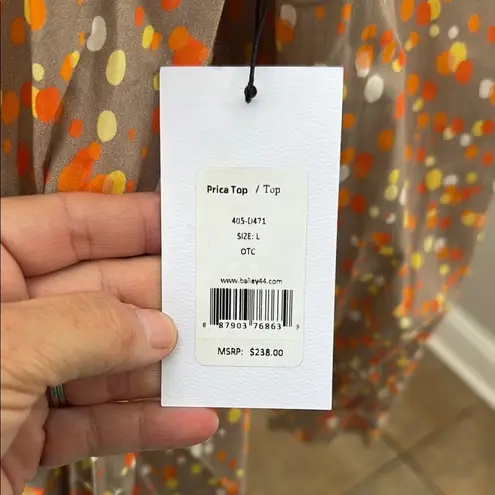 Prica Top / Top
405-D471
SIZE: L
OTC
www.bailey44.com
8 87903 76863 9
MSRP: $238.00